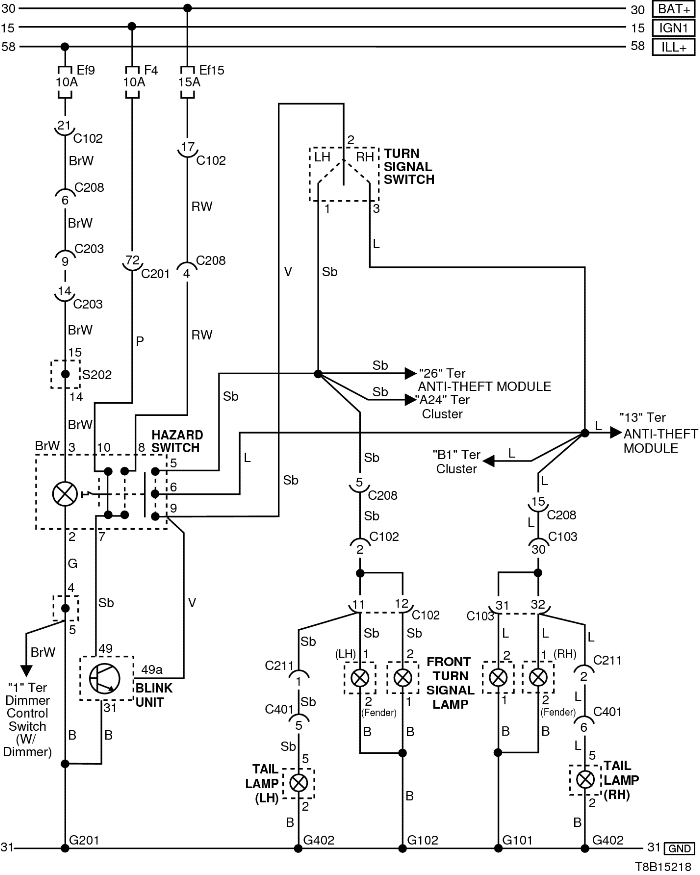 30 30 BAT+
15 15 IGN1
58 58 ILL+
Ef9 F4 Ef15
10A 10A 15A
21 17 2
C102 C102
LH RH TURN
SIGNAL
SWITCH
BrW
C208
6 RW 1 3
BrW L
C203
9 72 C208
C201 4 V Sb
14
C203
BrW P RW
15
S202
14
Sb "26" Ter
ANTI-THEFT MODULE
Sb "A24" Ter
Cluster
Sb
BrW
HAZARD
SWITCH
BrW 3 10 8
L "13" Ter
ANTI-THEFT
MODULE
"B1" Ter
Cluster
L
5 L Sb L
6 Sb 5 15
C208 C208
9 Sb L
C102 C103
2 7 2 30
G
4 Sb V
11 12 C102 C103 31 32
5
BrW 49 Sb Sb Sb L L L
"1" Ter
Dimmer
Control
Switch
(W/
Dimmer)
49a
BLINK
UNIT
31
C211 (LH) 1 2 FRONT
TURN
SIGNAL
LAMP
2 1 (RH) C211
1 2
Sb 2 1 1 2 L
(Fender) (Fender)
C401 C401
5 6
B B B B B B
Sb L
5 5
TAIL
LAMP
(LH)
TAIL
LAMP
(RH)
2 2
B B B B
31 G201 G402 G102 G101 G402 31 GND
T8B15218